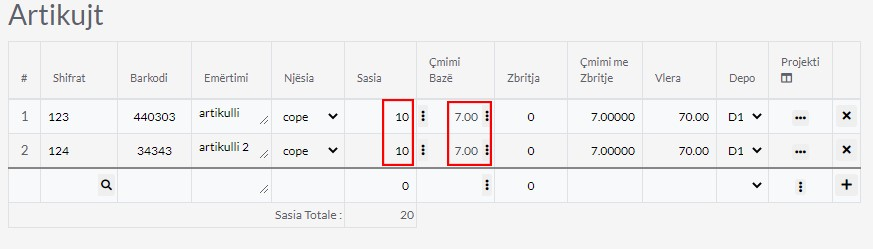 Artikujt
# Shifrat Barkodi Emërtimi Njësia Sasia Çmimi Bazë Zbritja Çmimi me Zbritje Vlera Depo Projekti
1 123 440303 artikulli cope 10 7.00 0 7.00000 70.00 D1
2 124 34343 artikulli 2 cope 10 7.00 0 7.00000 70.00 D1
0 0
Sasia Totale : 20